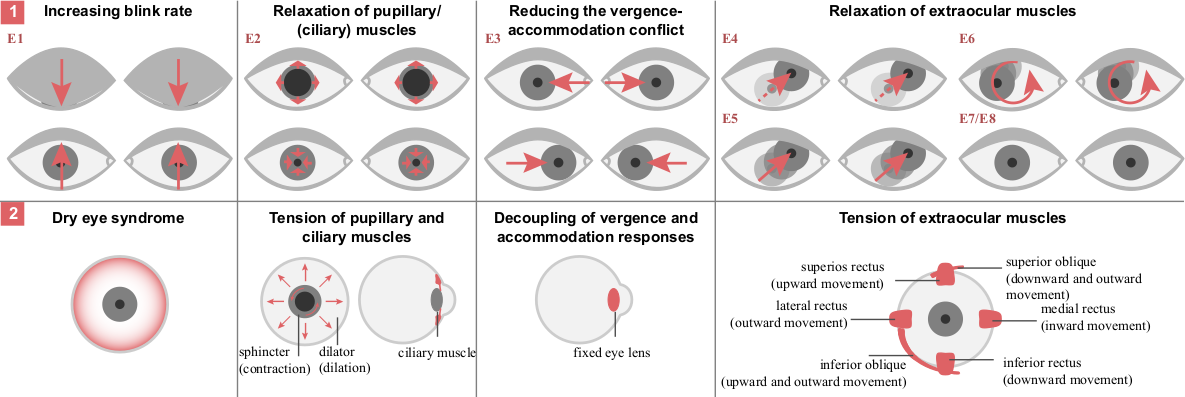 1
Increasing blink rate
Relaxation of pupillary/
(ciliary) muscles
Reducing the vergence-
accommodation conflict
Relaxation of extraocular muscles
E1
E2
E3
E4
E6
E5
E7/E8
2
Dry eye syndrome
Tension of pupillary and
ciliary muscles
Decoupling of vergence and
accommodation responses
Tension of extraocular muscles
sphincter
(contraction)
dilator
(dilation)
ciliary muscle
fixed eye lens
superios rectus
(upward movement)
superior oblique
(downward and outward
movement)
lateral rectus
(outward movement)
medial rectus
(inward movement)
inferior oblique
(upward and outward movement)
inferior rectus
(downward movement)